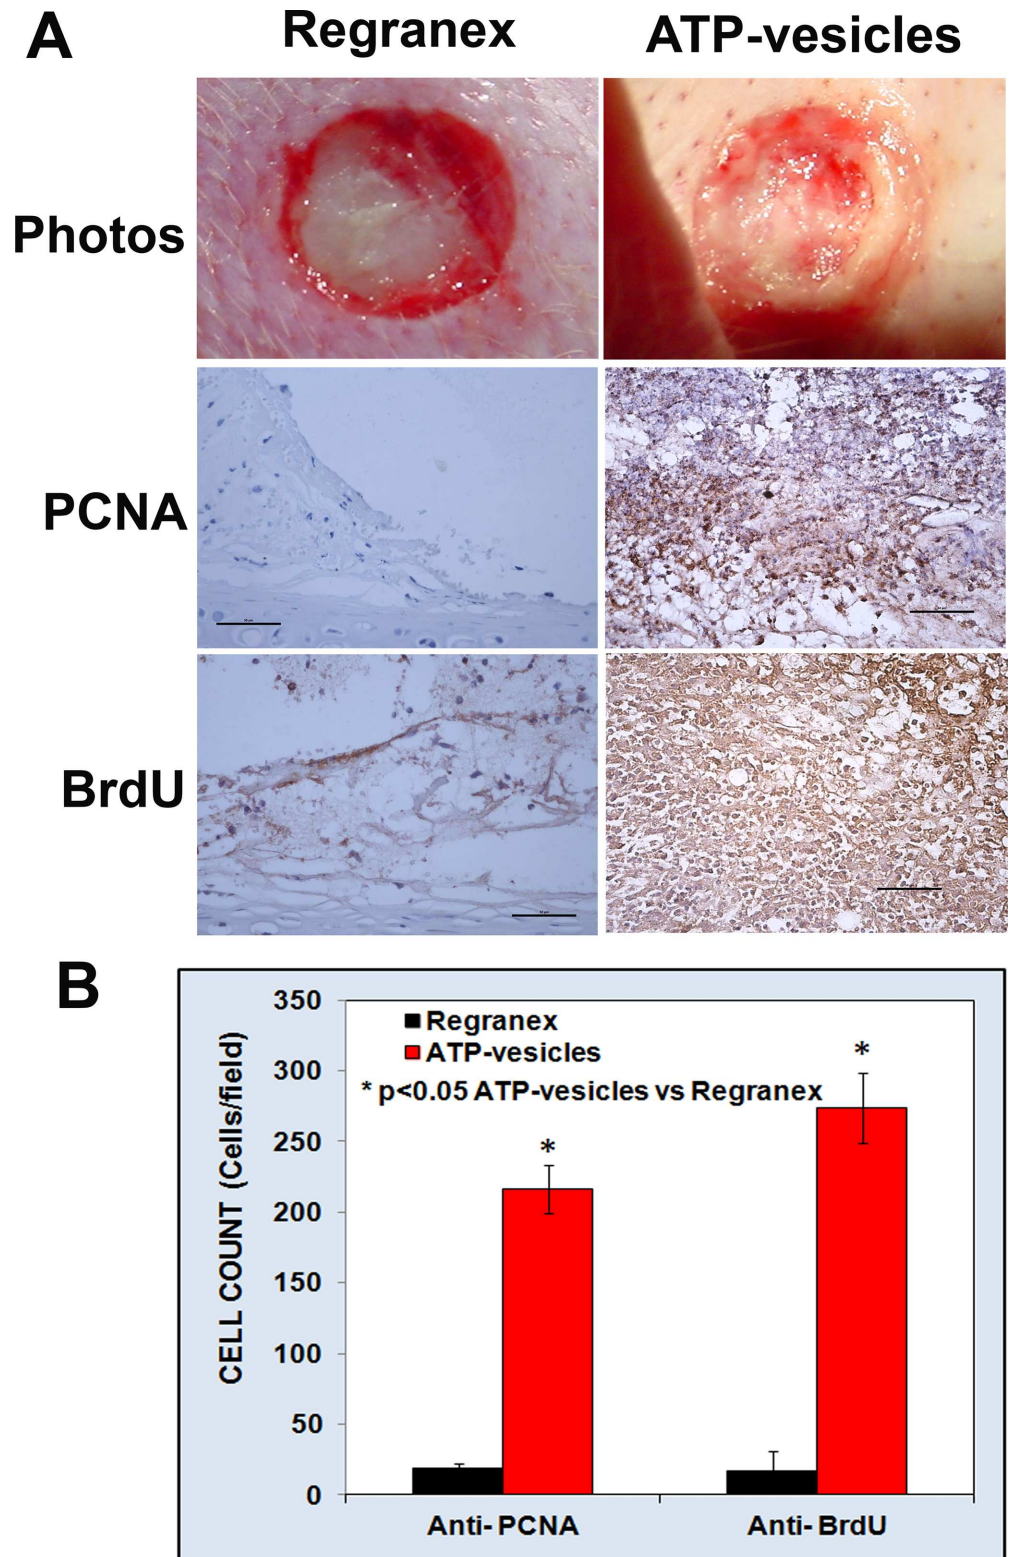 A
Regranex
ATP-vesicles
Photos
PCNA
BrdU
B
CELL COUNT (Cells/field)
350
300
250
200
150
100
50
0
Regranex
ATP-vesicles
* p<0.05 ATP-vesicles vs Regranex
*
*
Anti- PCNA
Anti- BrdU